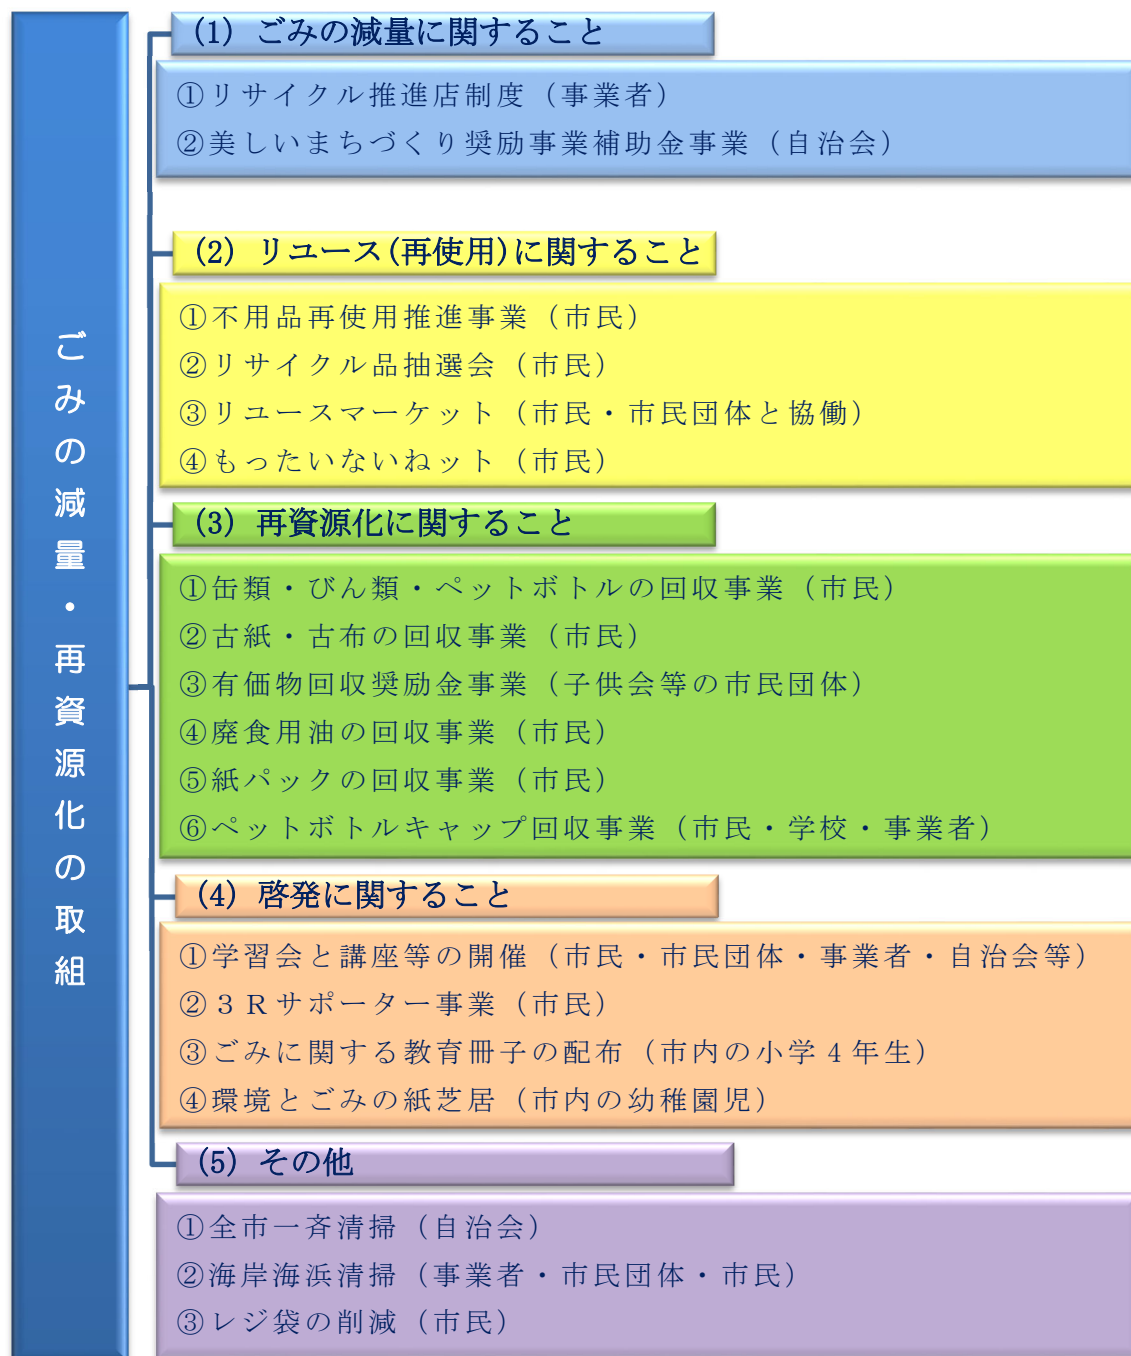 ごみの減量・再資源化の取組
(1) ごみの減量に関すること
①リサイクル推進店制度（事業者）
②美しいまちづくり奨励事業補助金事業（自治会）
(2) リユース(再使用)に関すること
①不用品再使用推進事業（市民）
②リサイクル品抽選会（市民）
③リユースマーケット（市民・市民団体と協働）
④もったいないねット（市民）
(3) 再資源化に関すること
①缶類・びん類・ペットボトルの回収事業（市民）
②古紙・古布の回収事業（市民）
③有価物回収奨励金事業（子供会等の市民団体）
④廃食用油の回収事業（市民）
⑤紙パックの回収事業（市民）
⑥ペットボトルキャップ回収事業（市民・学校・事業者）
(4) 啓発に関すること
①学習会と講座等の開催（市民・市民団体・事業者・自治会等）
②３Ｒサポーター事業（市民）
③ごみに関する教育冊子の配布（市内の小学４年生）
④環境とごみの紙芝居（市内の幼稚園児）
(5) その他
①全市一斉清掃（自治会）
②海岸海浜清掃（事業者・市民団体・市民）
③レジ袋の削減（市民）